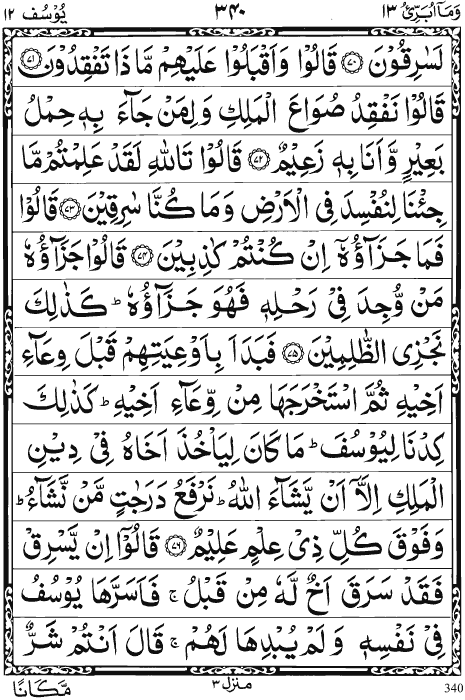 وَمَآ اُبَرِّئُ ١٣ ٣٤٠ يُوْسُف ١٢
لَسٰرِقُوْنَ ﴿٧٠﴾ قَالُوْا وَاَقْبَلُوْا عَلَيْهِمْ مَّاذَا تَفْقِدُوْنَ ﴿٧١﴾
قَالُوْا نَفْقِدُ صُوَاعَ الْمَلِكِ وَلِمَنْ جَآءَ بِهٖ حِمْلُ
بَعِيْرٍ وَّاَنَا بِهٖ زَعِيْمٌ ﴿٧٢﴾ قَالُوْا تَاللّٰهِ لَقَدْ عَلِمْتُمْ مَّا
جِئْنَا لِنُفْسِدَ فِى الْاَرْضِ وَمَا كُنَّا سٰرِقِيْنَ ﴿٧٣﴾ قَالُوْا
فَمَا جَزَآؤُهٗٓ اِنْ كُنْتُمْ كٰذِبِيْنَ ﴿٧٤﴾ قَالُوْا جَزَآؤُهٗ
مَنْ وُّجِدَ فِىْ رَحْلِهٖ فَهُوَ جَزَآؤُهٗ ؕ كَذٰلِكَ
نَجْزِى الظّٰلِمِيْنَ ﴿٧٥﴾ فَبَدَاَ بِاَوْعِيَتِهِمْ قَبْلَ وِعَآءِ
اَخِيْهِ ثُمَّ اسْتَخْرَجَهَا مِنْ وِّعَآءِ اَخِيْهِ ؕ كَذٰلِكَ
كِدْنَا لِيُوْسُفَ ؕ مَا كَانَ لِيَاْخُذَ اَخَاهُ فِىْ دِيْنِ
الْمَلِكِ اِلَّاۤ اَنْ يَّشَآءَ اللّٰهُ ؕ نَرْفَعُ دَرَجٰتٍ مَّنْ نَّشَآءُ ؕ
وَفَوْقَ كُلِّ ذِىْ عِلْمٍ عَلِيْمٌ ﴿٧٦﴾ قَالُوْٓا اِنْ يَّسْرِقْ
فَقَدْ سَرَقَ اَخٌ لَّهٗ مِنْ قَبْلُ ۚ فَاَسَرَّهَا يُوْسُفُ
فِىْ نَفْسِهٖ وَلَمْ يُبْدِهَا لَهُمْ ۚ قَالَ اَنْتُمْ شَرٌّ
مَّكَانًا منزل ٣ 340